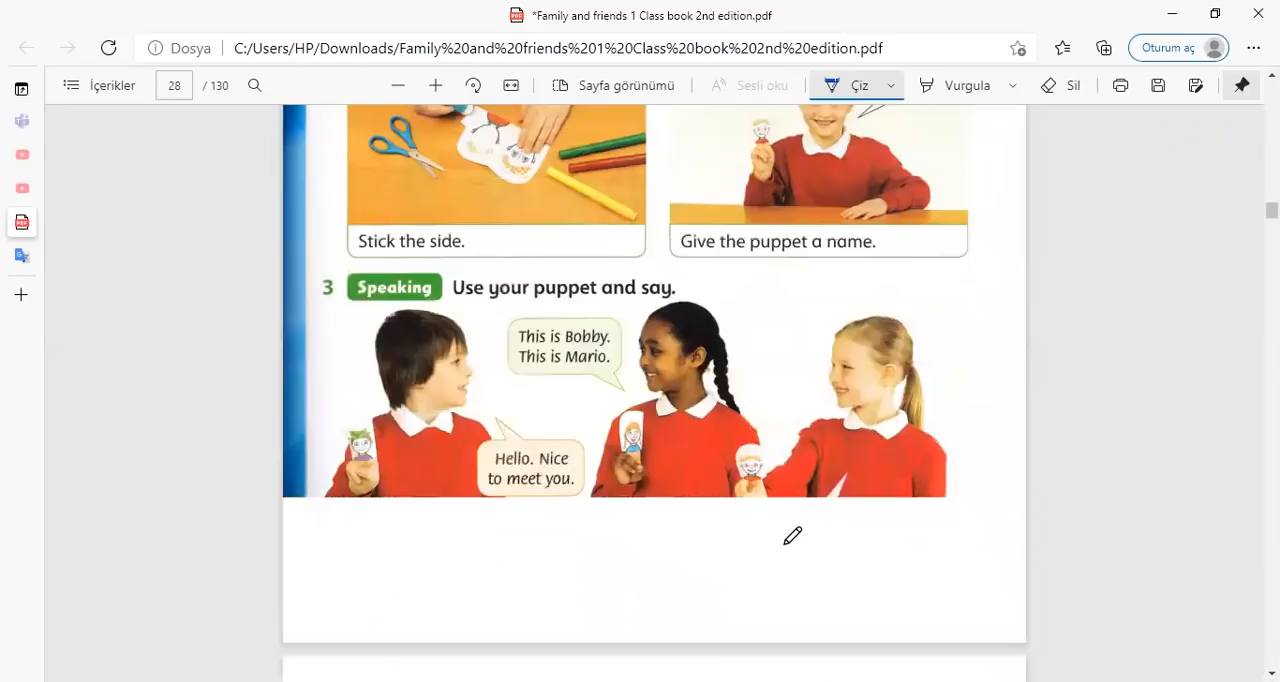 *Family and friends 1 Class book 2nd edition.pdf
Dosya
C:/Users/HP/Downloads/Family%20and%20friends%201%20Class%20book%202nd%20edition.pdf
Oturum aç
İçerikler
28
/ 130
Sayfa görünümü
Sesli oku
Çiz
Vurgula
Sil
Stick the side.
Give the puppet a name.
3 Speaking Use your puppet and say.
This is Bobby.
This is Mario.
Hello. Nice
to meet you.